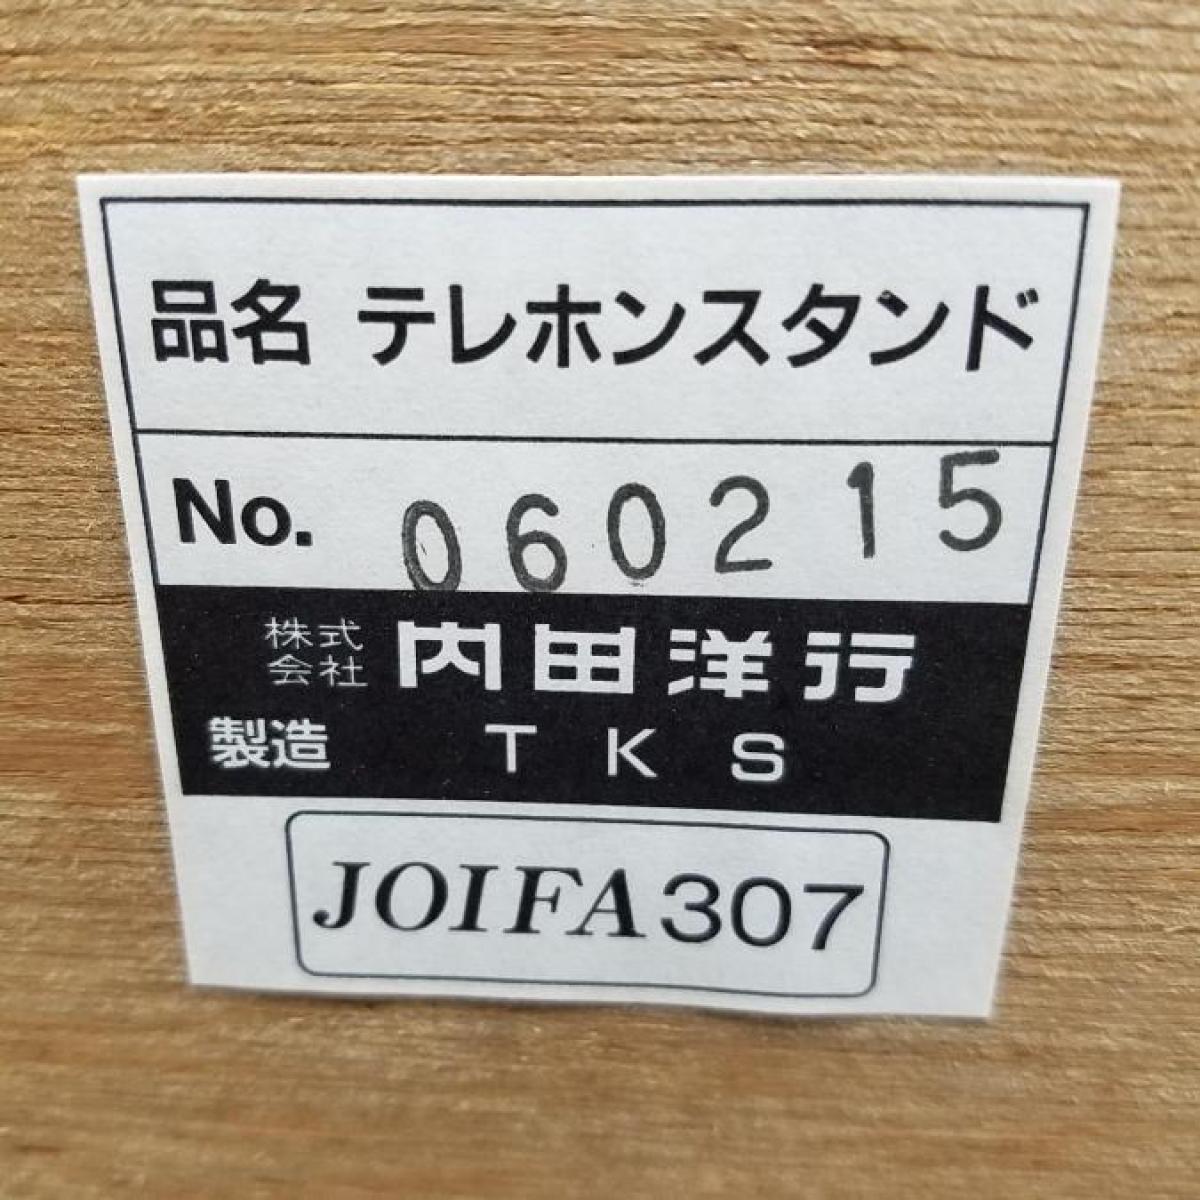 品名 テレホンスタンド
No. 060215
株式会社 内田洋行
製造 TKS
JOIFA307